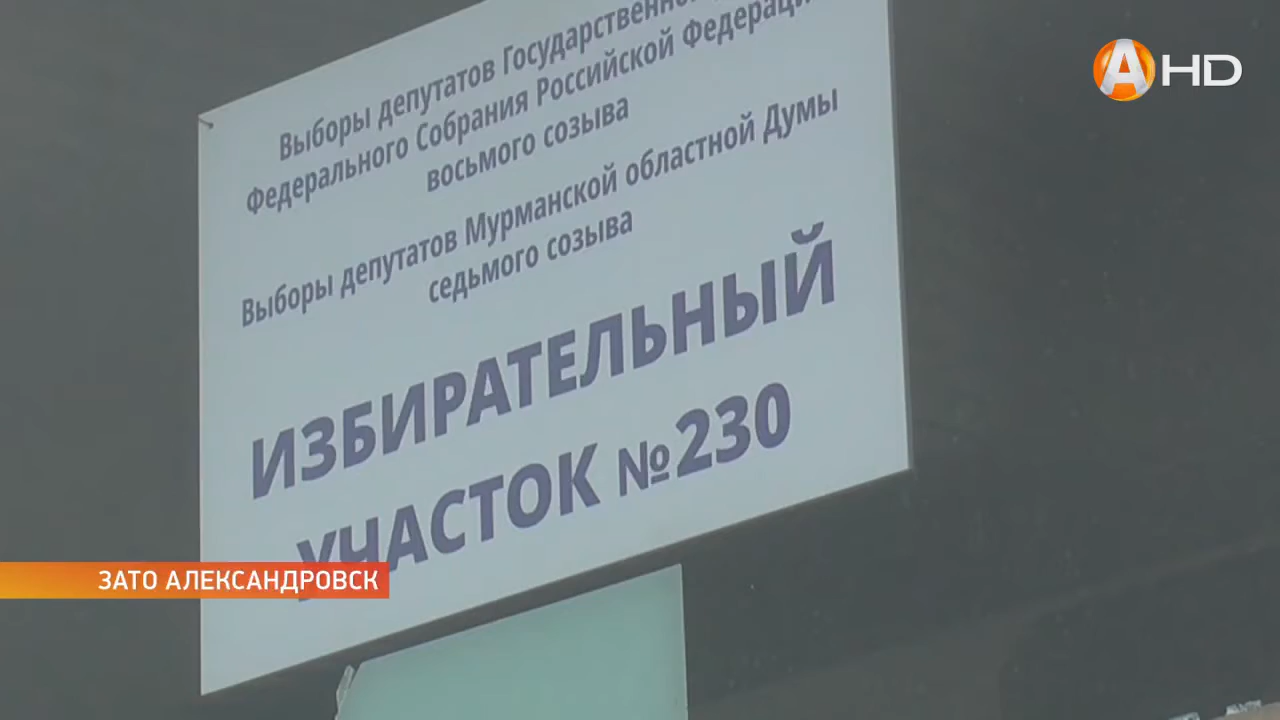 Выборы депутатов Государственной
Федерального Собрания Российской Федерации
восьмого созыва
Выборы депутатов Мурманской областной Думы
седьмого созыва
ИЗБИРАТЕЛЬНЫЙ
УЧАСТОК №230
ЗАТО АЛЕКСАНДРОВСК
А HD